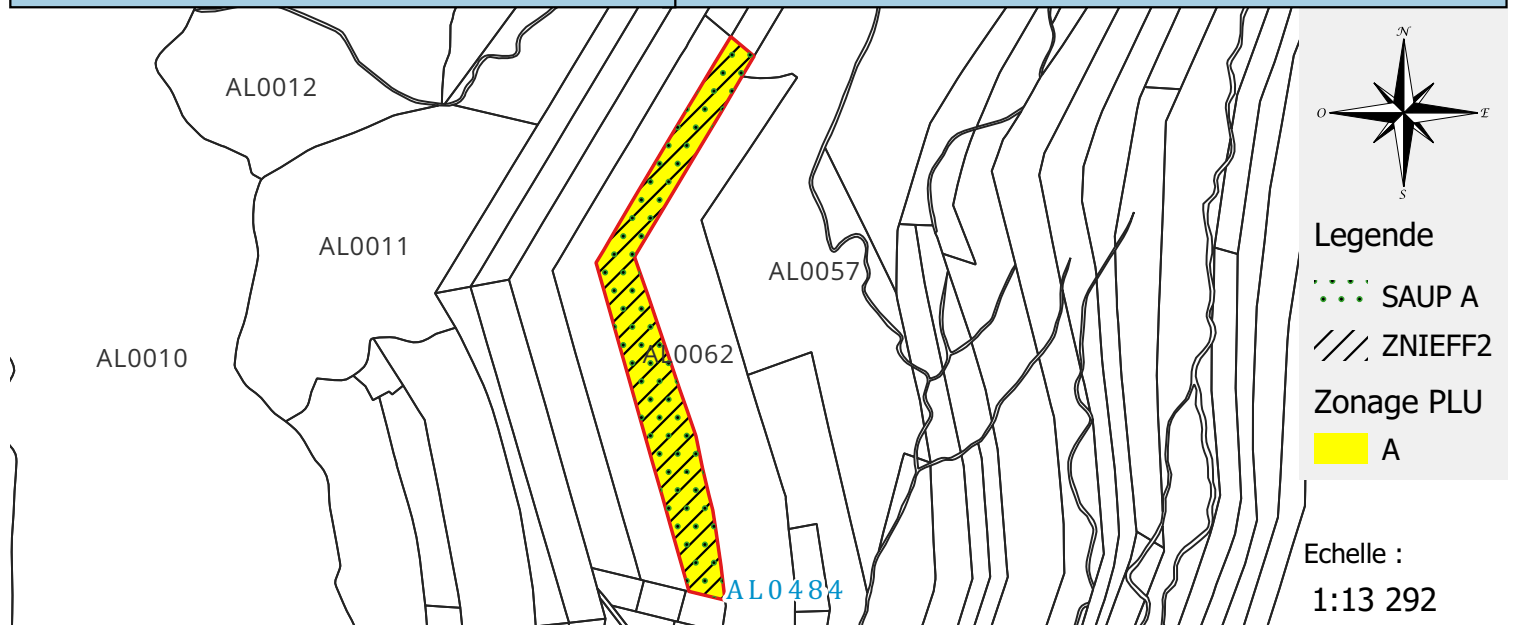 AL0012
AL0011
AL0057
AL0010
AL0062
AL0484
N
O
E
S
Legende
SAUP A
ZNIEFF2
Zonage PLU
A
Echelle :
1:13 292